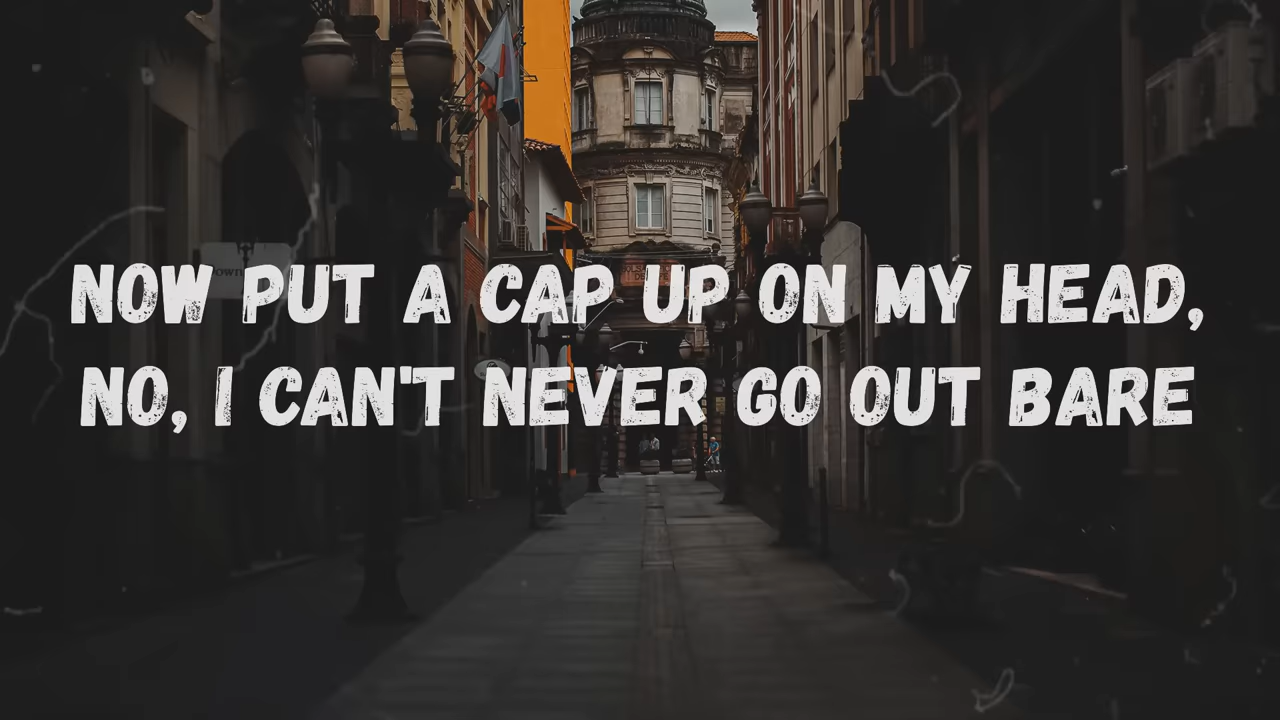 NOW PUT A CAP UP ON MY HEAD,
NO, I CAN'T NEVER GO OUT BARE